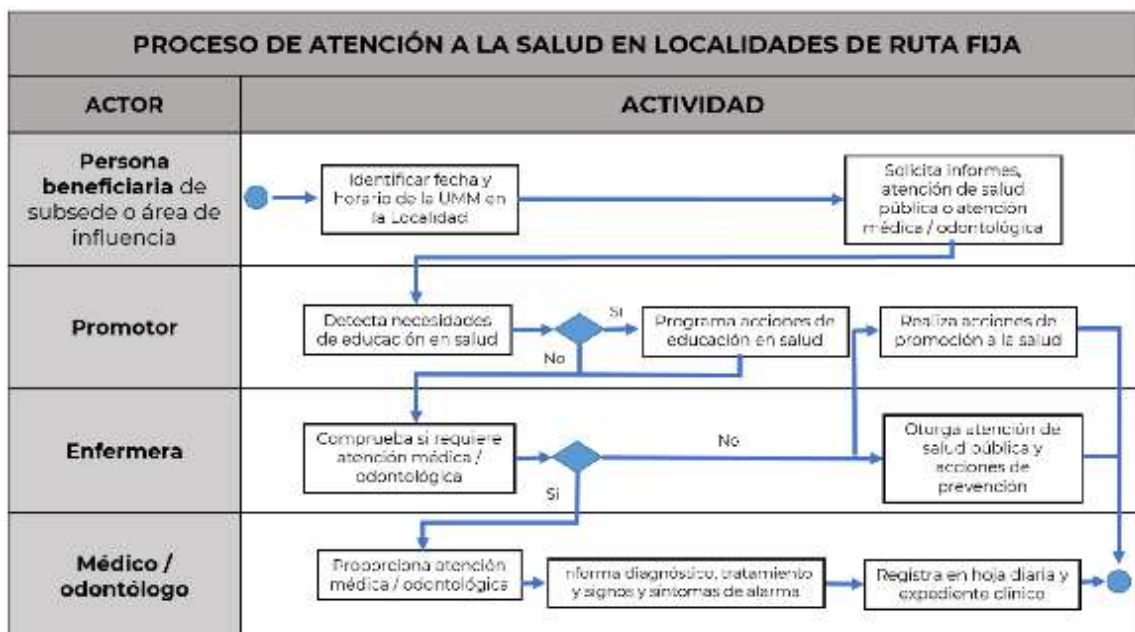 PROCESO DE ATENCIÓN A LA SALUD EN LOCALIDADES DE RUTA FIJA
ACTOR
ACTIVIDAD
Persona
beneficiaria de
subsede o área de
influencia
Identificar fecha y
horario de la UMM en
la Localidad
Solicita informes,
atención de salud
pública o atención
médica / odontológica
Promotor
Detecta necesidades
de educación en salud
Si
No
Programa acciones de
educación en salud
Realiza acciones de
promoción a la salud
Enfermera
Comprueba si requiere
atención médica /
odontológica
No
Si
Oturga atención de
salud pública y
acciones de
prevención
Médico /
odontólogo
Proporciona atención
médica / odontológica
nforma diagnóstico, tratamiento
y signos y síntomas de alarma
Registra en hoja diaria y
expediente clínico